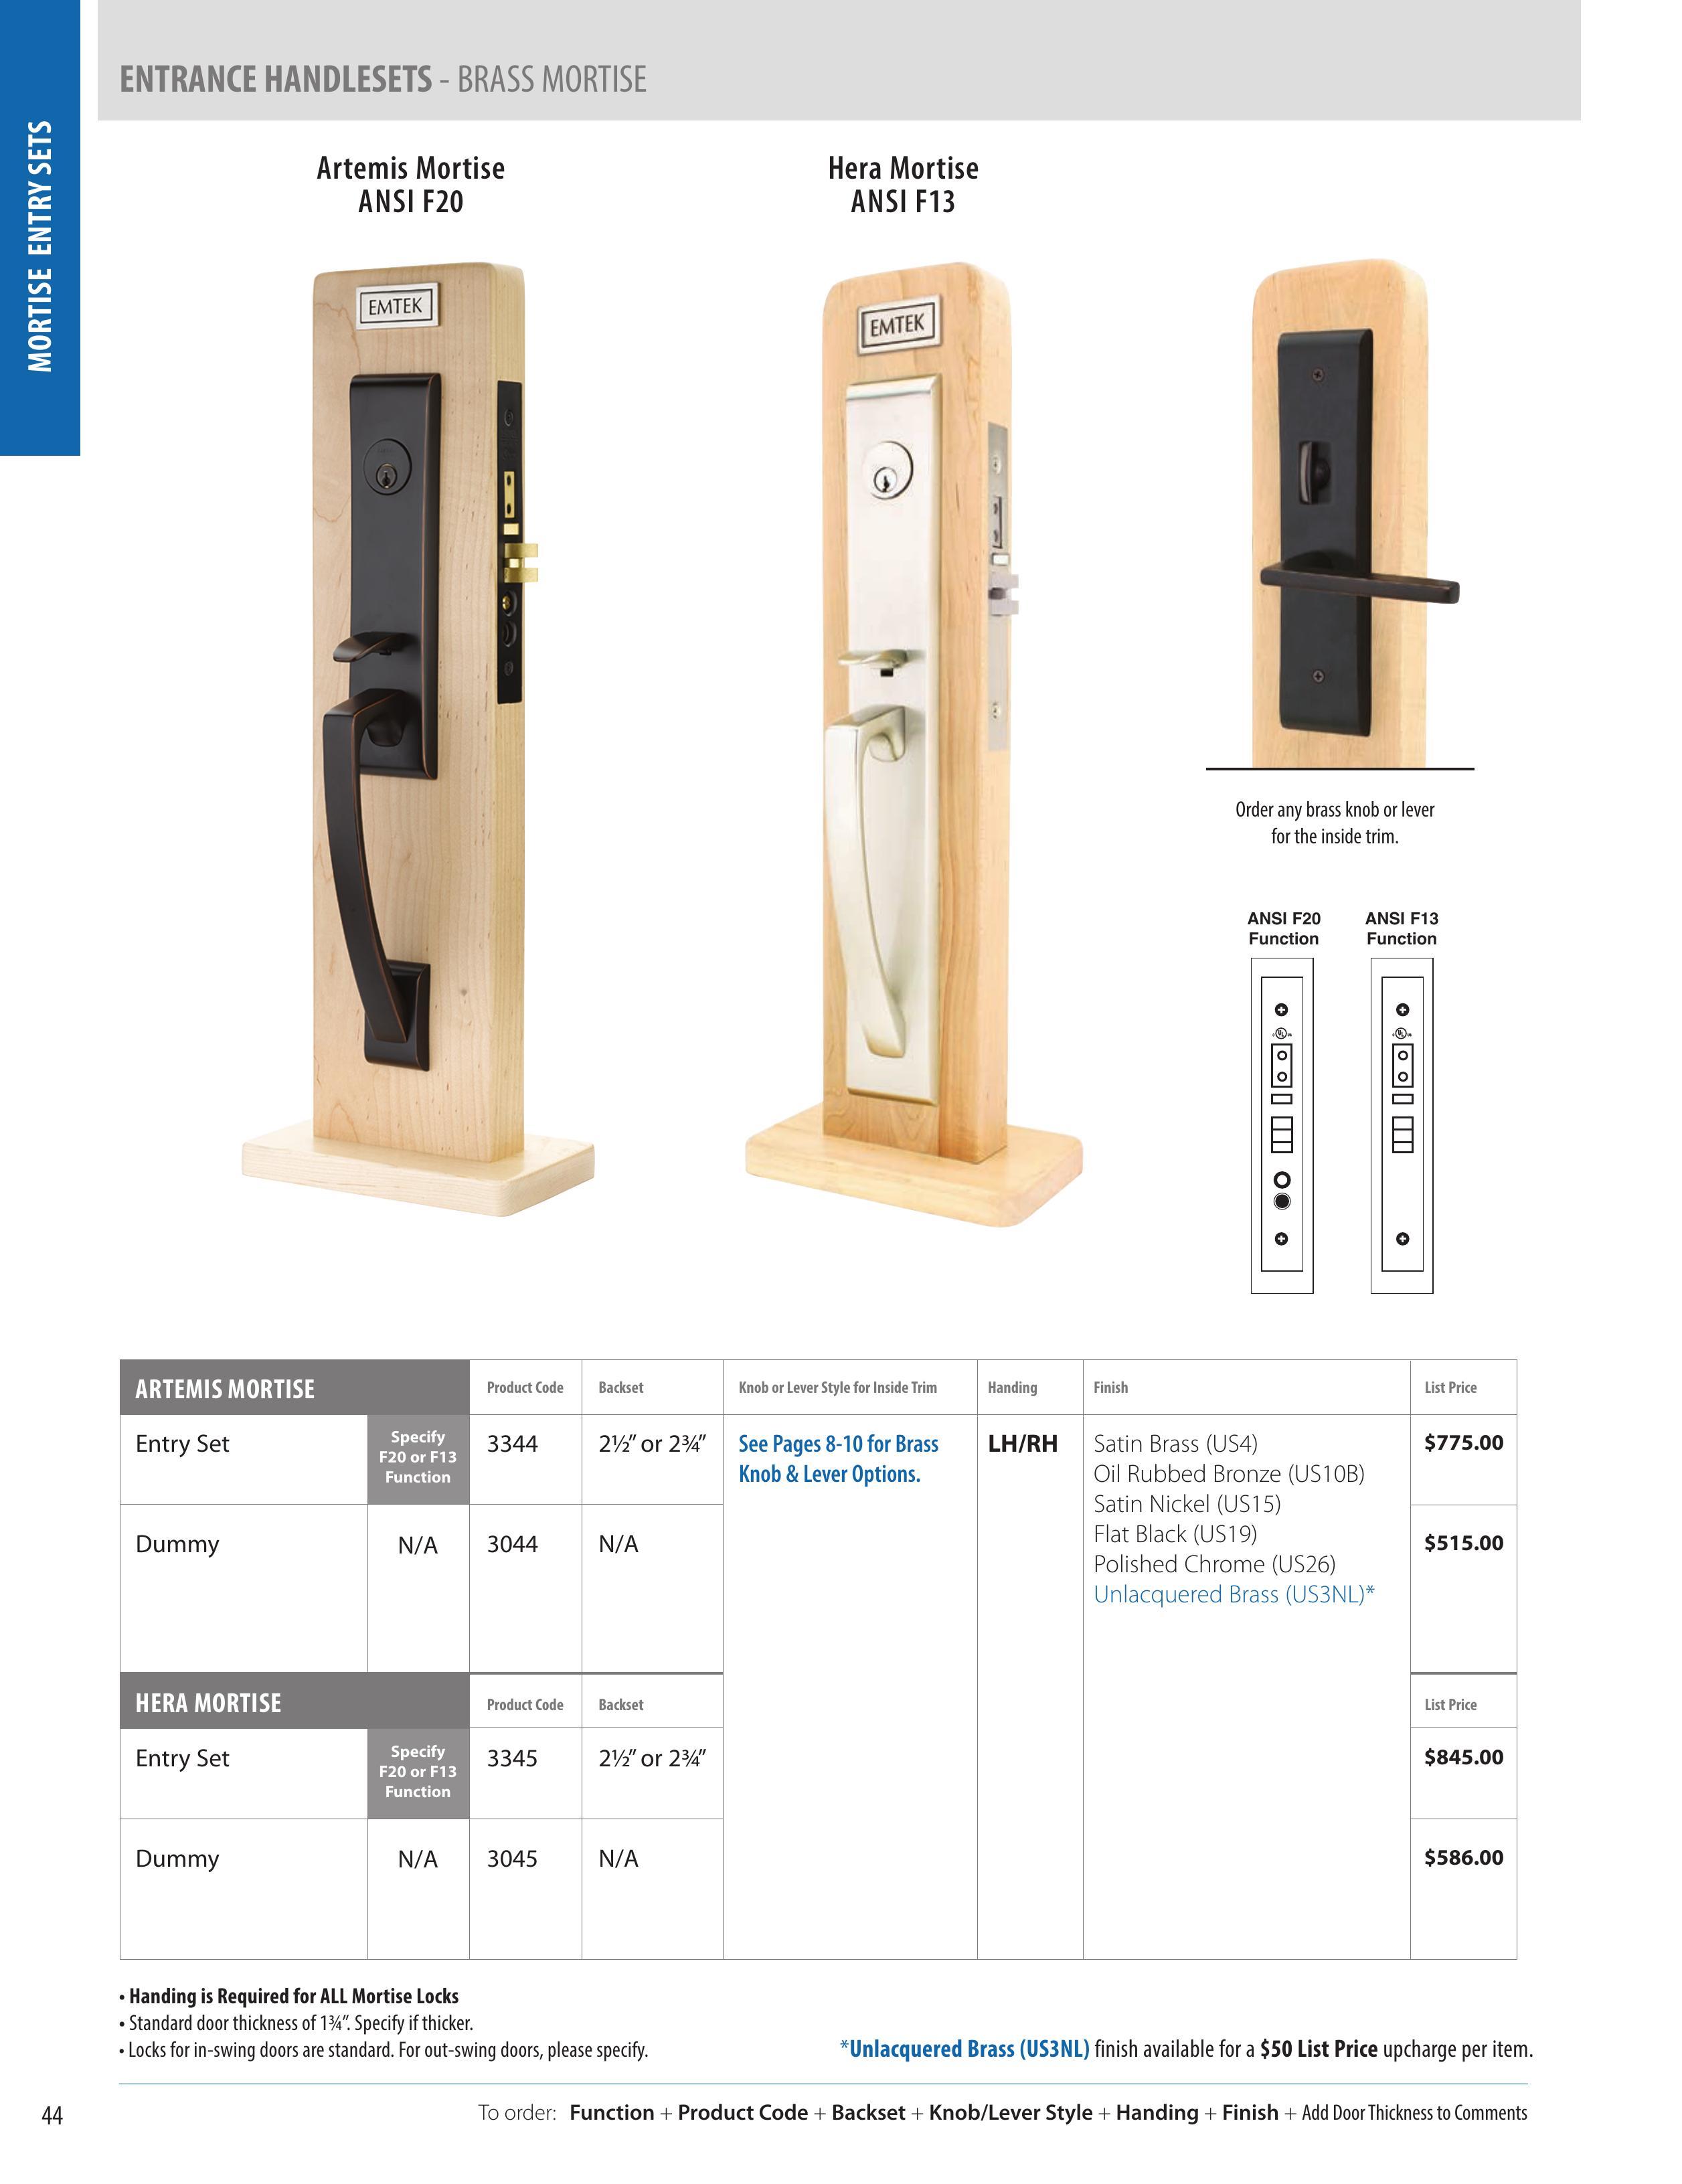 ENTRANCE HANDLESETS - BRASS MORTISE
MORTISE ENTRY SETS
Artemis Mortise
ANSI F20
Hera Mortise
ANSI F13
EMTEK
EMTEK
Order any brass knob or lever
for the inside trim.
ANSI F20
Function
ANSI F13
Function
ARTEMIS MORTISE Product Code Backset Knob or Lever Style for Inside Trim Handing Finish List Price
Entry Set Specify F20 or F13 Function 3344 2½” or 2¾” See Pages 8-10 for Brass Knob & Lever Options. LH/RH $775.00
Satin Brass (US4)
Oil Rubbed Bronze (US10B)
Satin Nickel (US15)
Flat Black (US19)
Polished Chrome (US26)
Unlacquered Brass (US3NL)*
Dummy N/A 3044 N/A $515.00
HERA MORTISE Product Code Backset List Price
Entry Set Specify F20 or F13 Function 3345 2½” or 2¾” $845.00
Dummy N/A 3045 N/A $586.00
• Handing is Required for ALL Mortise Locks
• Standard door thickness of 1¾”. Specify if thicker.
• Locks for in-swing doors are standard. For out-swing doors, please specify.
*Unlacquered Brass (US3NL) finish available for a $50 List Price upcharge per item.
44
To order: Function + Product Code + Backset + Knob/Lever Style + Handing + Finish + Add Door Thickness to Comments